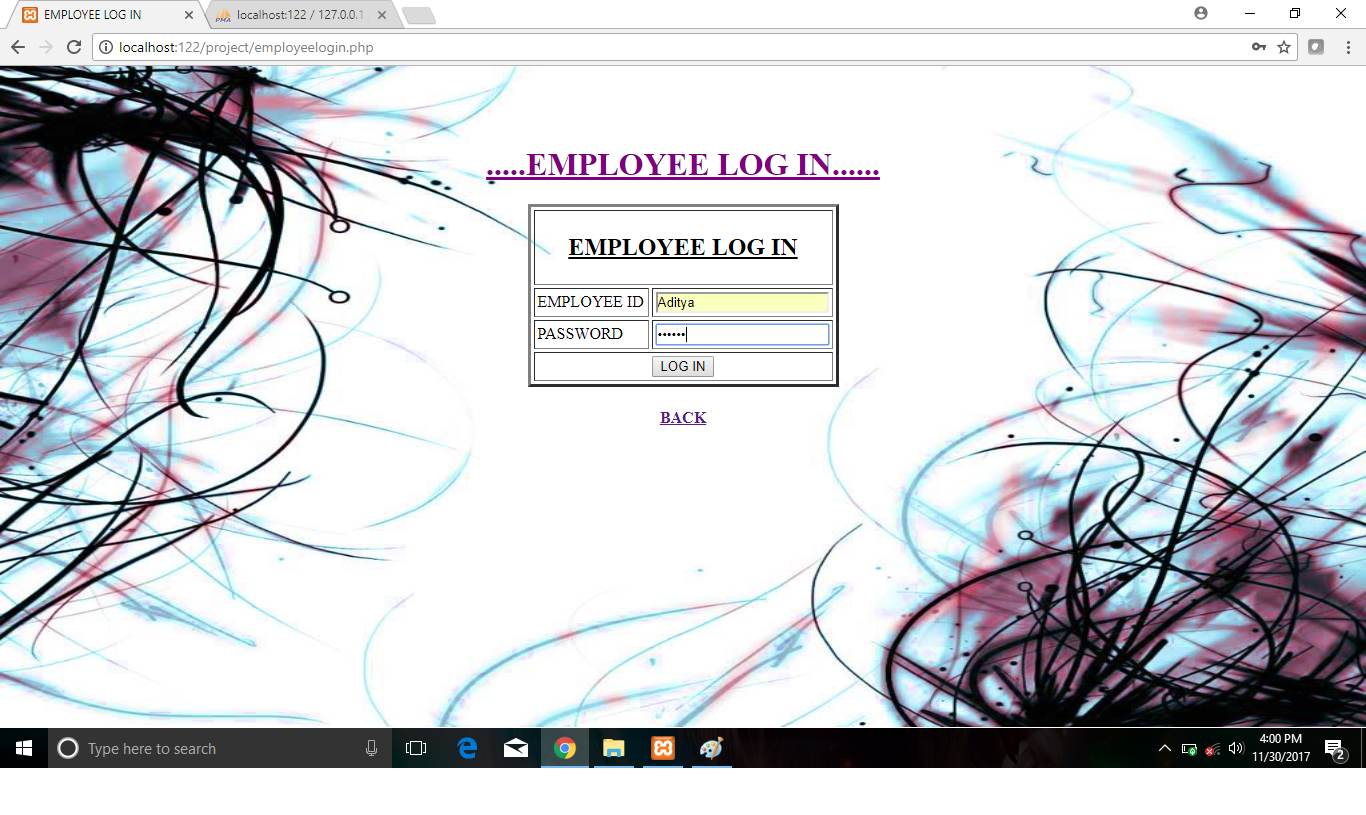 EMPLOYEE LOG IN
PMA localhost:122 / 127.0.0.1
localhost:122/project/employeelogin.php
.....EMPLOYEE LOG IN......
EMPLOYEE LOG IN
EMPLOYEE ID Aditya
PASSWORD ••••••
LOG IN
BACK
Type here to search
4:00 PM
11/30/2017
2